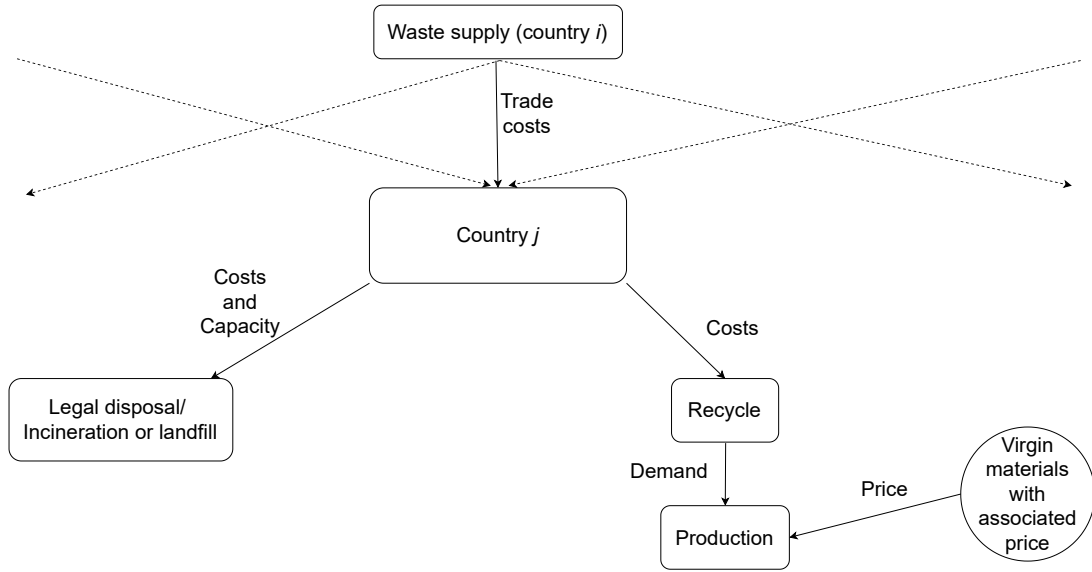 Waste supply (country i)
Trade
costs
Country j
Costs
and
Capacity
Costs
Legal disposal/
Incineration or landfill
Recycle
Demand
Price
Virgin
materials
with
associated
price
Production